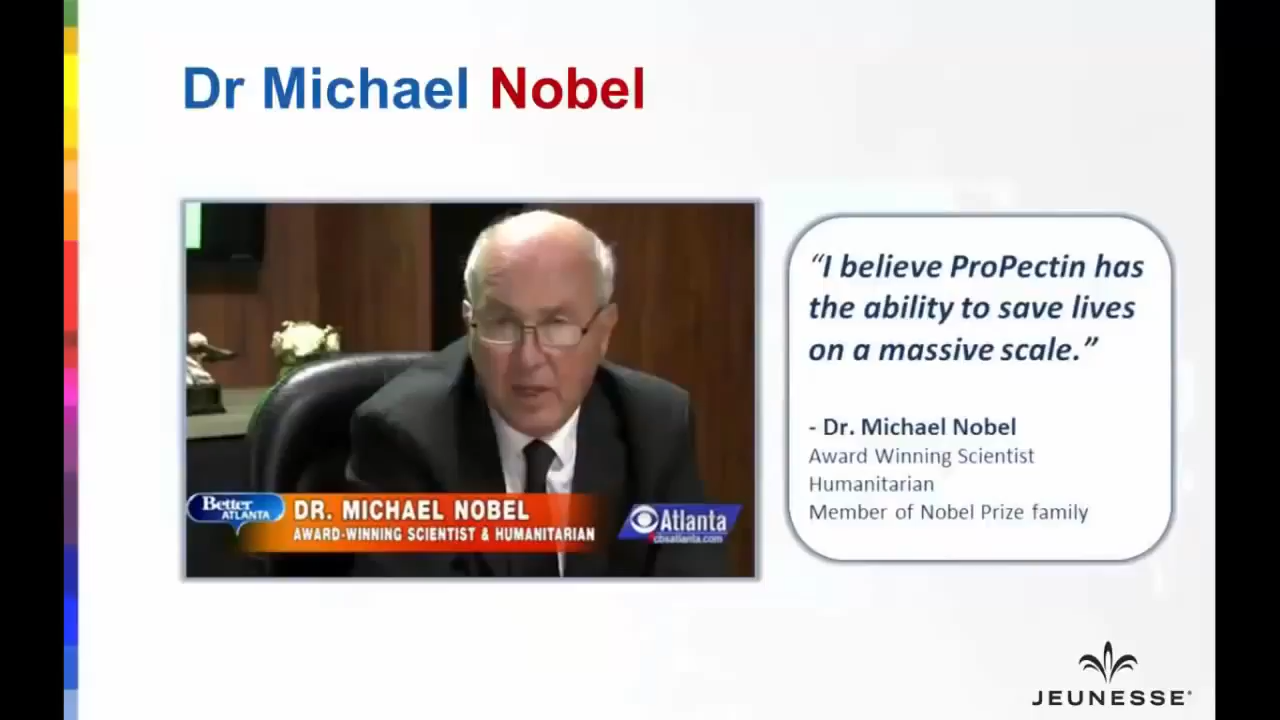 Dr Michael Nobel
Better
ATLANTA
DR. MICHAEL NOBEL
AWARD-WINNING SCIENTIST & HUMANITARIAN
Atlanta
cbsatlanta.com
“I believe ProPectin has
the ability to save lives
on a massive scale.”
- Dr. Michael Nobel
Award Winning Scientist
Humanitarian
Member of Nobel Prize family
JEUNESSE®